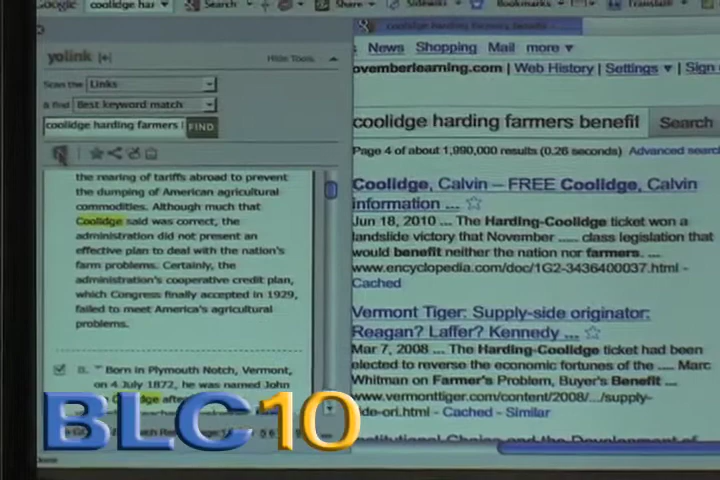 coolidge har
Search
Share
Sidewiki
Bookmarks
Translate
coolidge harding farmers benefit
yolink
Hide Tools
News Shopping Mail more ▼
Scan the Links
ovemberlearning.com | Web History | Settings ▼ | Sign
& find Best keyword match
coolidge harding farmers FIND
coolidge harding farmers benefit Search
Page 4 of about 1,990,000 results (0.26 seconds) Advanced searc
the rearing of tariffs abroad to prevent
the dumping of American agricultural
commodities. Although much that
Coolidge said was correct, the
administration did not present an
effective plan to deal with the nation's
farm problems. Certainly, the
administration's cooperative credit plan,
which Congress finally accepted in 1929,
failed to meet America's agricultural
problems.
8. "Born in Plymouth Notch, Vermont,
on 4 July 1872, he was named John
Coolidge, Calvin – FREE Coolidge, Calvin
information ...
Jun 18, 2010 ... The Harding-Coolidge ticket won a
landslide victory that November ..... class legislation that
would benefit neither the nation nor farmers. ...
www.encyclopedia.com/doc/1G2-3436400037.html -
Cached
Vermont Tiger: Supply-side originator:
Reagan? Laffer? Kennedy ...
Mar 7, 2008 ... The Harding-Coolidge ticket had been
elected to reverse the economic fortunes of the .... Marc
Whitman on Farmer's Problem, Buyer's Benefit ...
www.vermonttiger.com/content/2008/.../supply-
side-ori.html - Cached - Similar
Institutional Choice and the Development of
BLC10